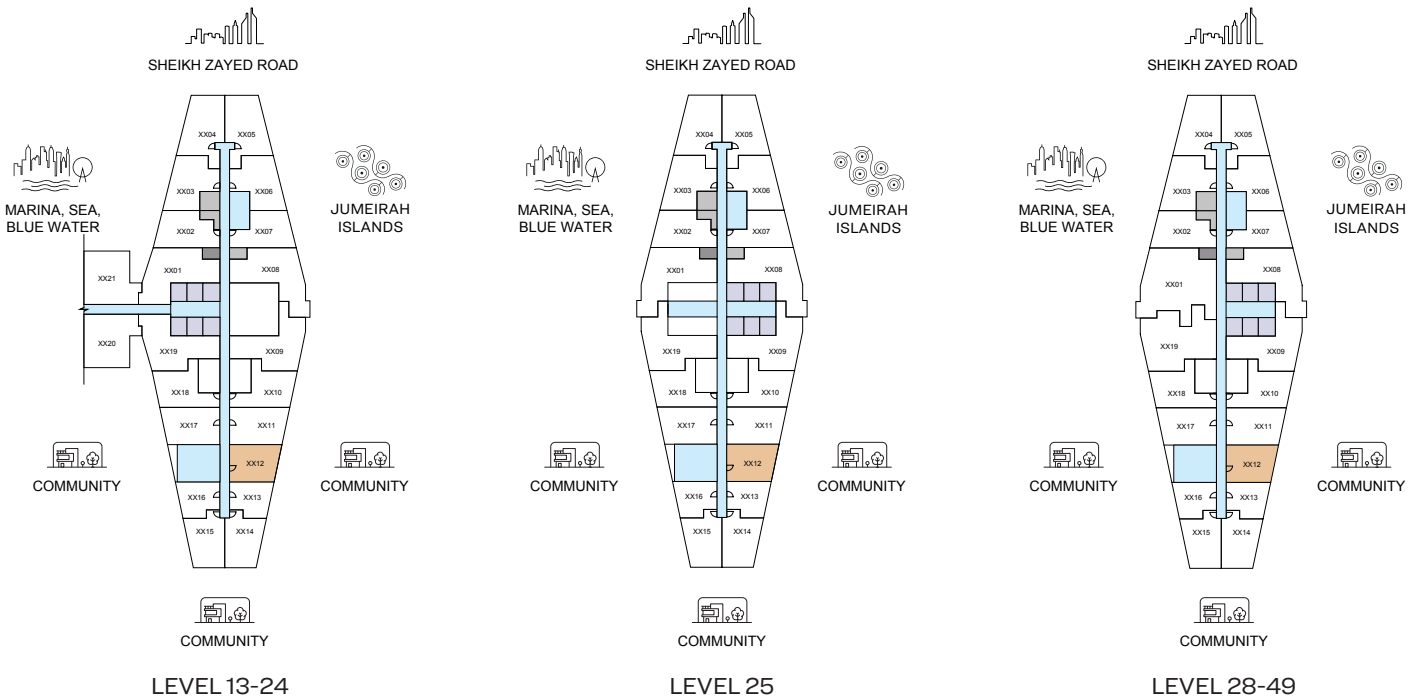 SHEIKH ZAYED ROAD
MARINA, SEA,
BLUE WATER
JUMEIRAH
ISLANDS
XX04
XX05
XX03
XX06
XX02
XX07
XX21
XX01
XX08
XX20
XX19
XX09
XX18
XX10
XX17
XX11
XX12
XX16
XX13
XX15
XX14
COMMUNITY
COMMUNITY
COMMUNITY
LEVEL 13-24
SHEIKH ZAYED ROAD
MARINA, SEA,
BLUE WATER
JUMEIRAH
ISLANDS
XX04
XX05
XX03
XX06
XX02
XX07
XX01
XX08
XX19
XX09
XX18
XX10
XX17
XX11
XX12
XX16
XX13
XX15
XX14
COMMUNITY
COMMUNITY
COMMUNITY
LEVEL 25
SHEIKH ZAYED ROAD
MARINA, SEA,
BLUE WATER
JUMEIRAH
ISLANDS
XX04
XX05
XX03
XX06
XX02
XX07
XX01
XX08
XX19
XX09
XX18
XX10
XX17
XX11
XX12
XX16
XX13
XX15
XX14
COMMUNITY
COMMUNITY
COMMUNITY
LEVEL 28-49